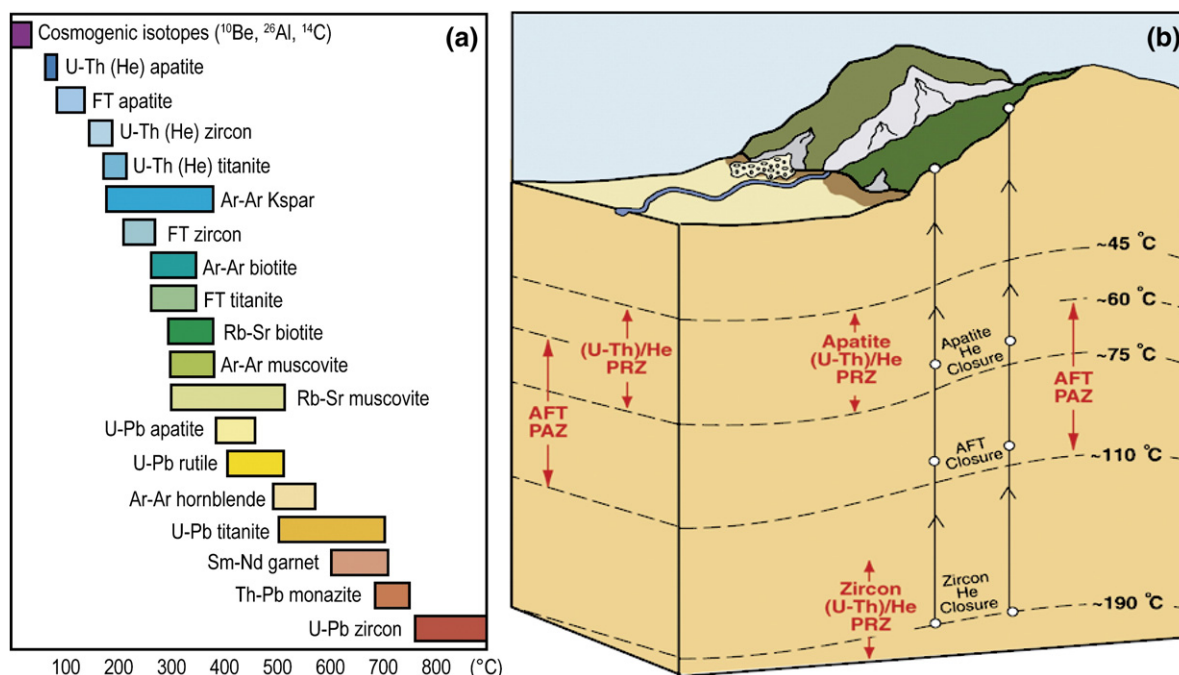 Cosmogenic isotopes (¹⁰Be, ²⁶Al, ¹⁴C)
(a)
U-Th (He) apatite
FT apatite
U-Th (He) zircon
U-Th (He) titanite
Ar-Ar Kspar
FT zircon
Ar-Ar biotite
FT titanite
Rb-Sr biotite
Ar-Ar muscovite
Rb-Sr muscovite
U-Pb apatite
U-Pb rutile
Ar-Ar hornblende
U-Pb titanite
Sm-Nd garnet
Th-Pb monazite
U-Pb zircon
100 200 300 400 500 600 700 800 (°C)
(b)
~45 °C
~60 °C
~75 °C
~110 °C
~190 °C
(U-Th)/He
PRZ
AFT
PAZ
Apatite
(U-Th)/He
PRZ
Apatite
He
Closure
AFT
PAZ
AFT
Closure
Zircon
(U-Th)/He
PRZ
Zircon
He
Closure